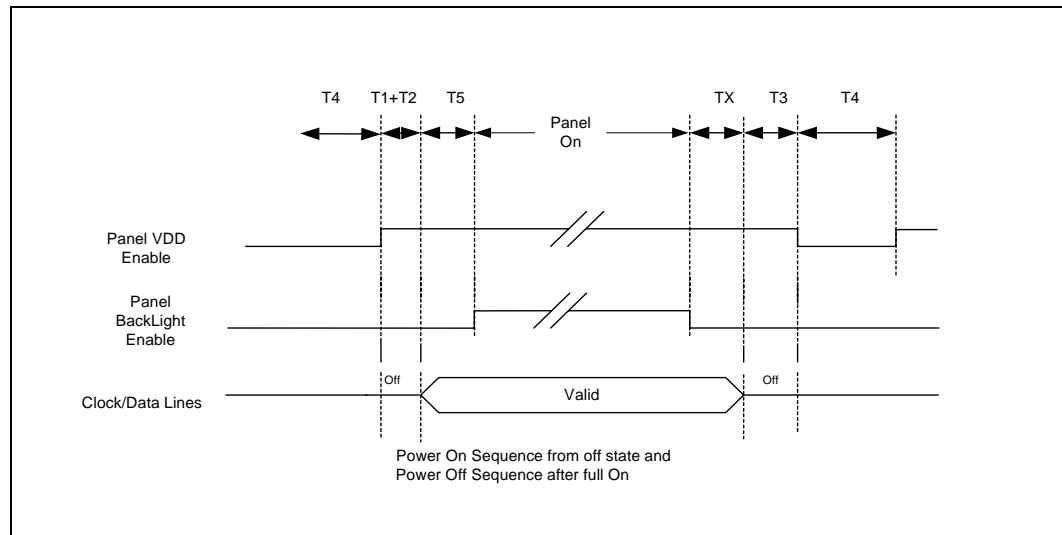 T4
T1+T2
T5
TX
T3
T4
Panel
On
Panel VDD
Enable
Panel
BackLight
Enable
Off
Off
Clock/Data Lines
Valid
Power On Sequence from off state and
Power Off Sequence after full On